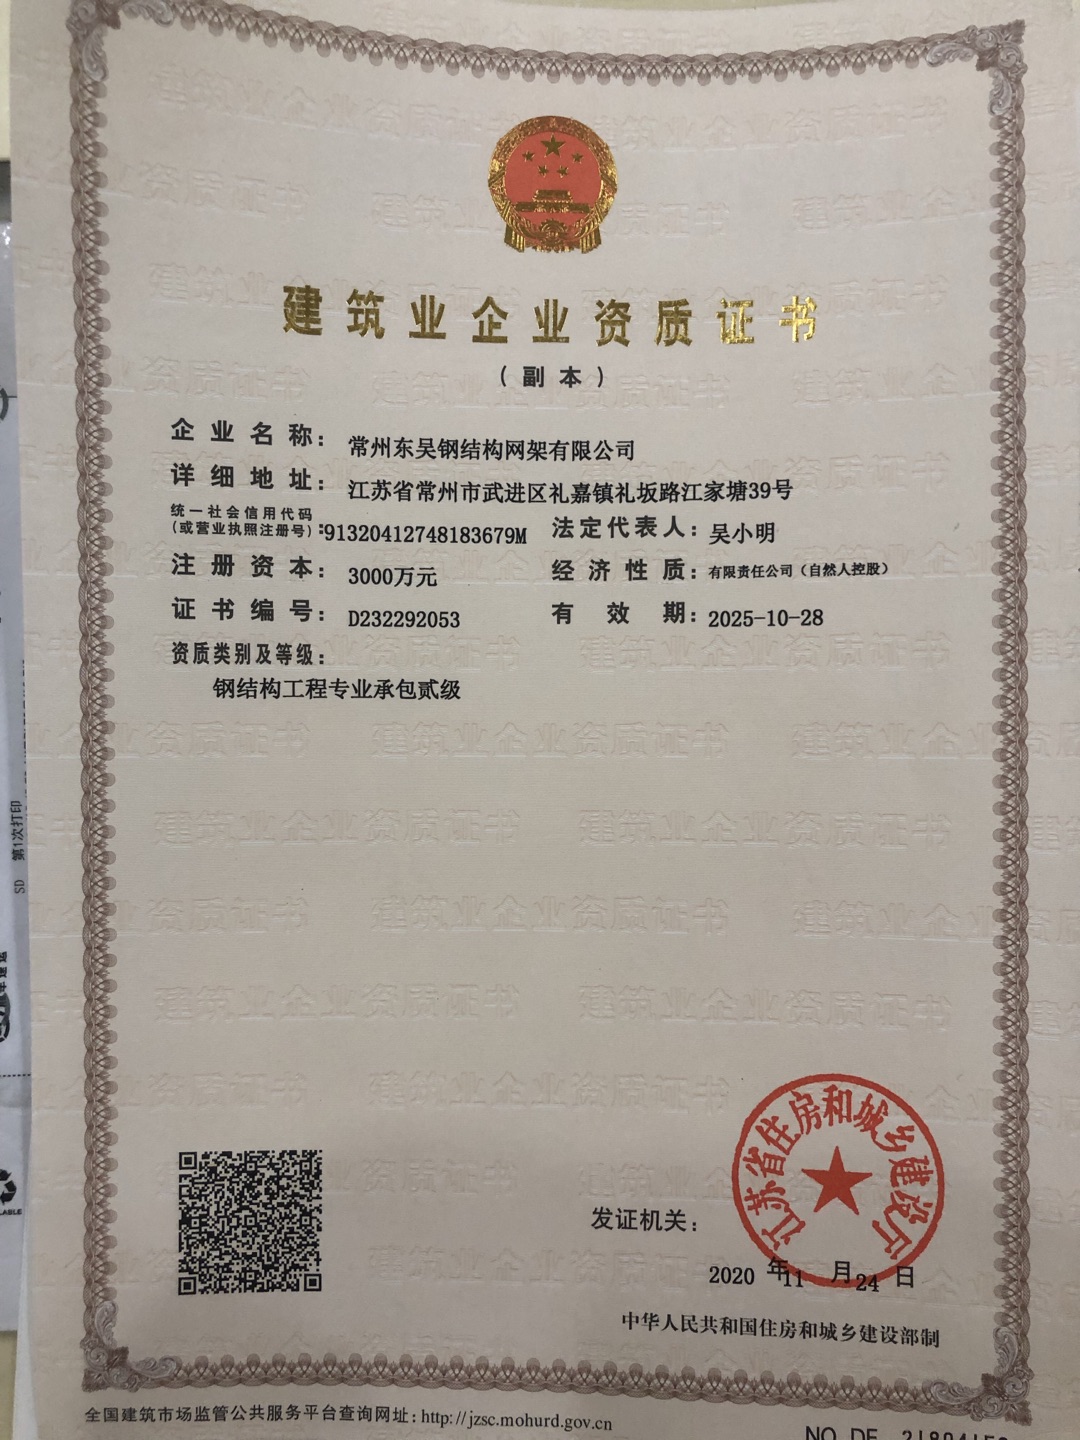 建筑业企业资质证书
(副本)
企业名称: 常州东吴钢结构网架有限公司
详细地址: 江苏省常州市武进区礼嘉镇礼坂路江家塘39号
统一社会信用代码
(或营业执照注册号):91320412748183679M 法定代表人: 吴小明
注册资本: 3000万元 经济性质: 有限责任公司(自然人控股)
证书编号: D232292053 有效期: 2025-10-28
资质类别及等级:
钢结构工程专业承包贰级
江苏省住房和城乡建设厅
发证机关:
2020 年 11 月 24 日
中华人民共和国住房和城乡建设部制
全国建筑市场监管公共服务平台查询网址: http://jzsc.mohurd.gov.cn
NO.DF
SD 第1次打印